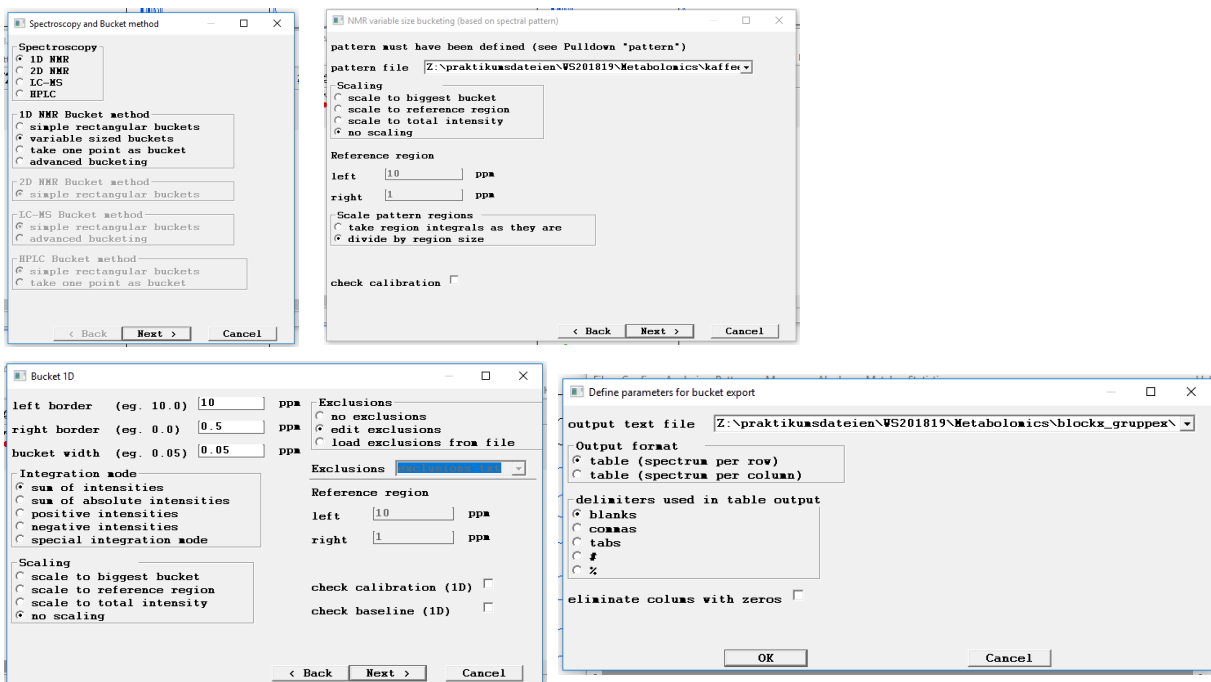 Spectroscopy and Bucket method
Spectroscopy
1D NMR
2D NMR
LC-MS
HPLC
1D NMR Bucket method
simple rectangular buckets
variable sized buckets
take one point as bucket
advanced bucketing
2D NMR Bucket method
simple rectangular buckets
LC-MS Bucket method
simple rectangular buckets
advanced bucketing
HPLC Bucket method
simple rectangular buckets
take one point as bucket
< Back Next > Cancel
NMR variable size bucketing (based on spectral pattern)
pattern must have been defined (see Pulldown "pattern")
pattern file Z:\praktikumsdateien\WS201819\Metabolomics\kaffee
Scaling
scale to biggest bucket
scale to reference region
scale to total intensity
no scaling
Reference region
left 10 ppm
right 1 ppm
Scale pattern regions
take region integrals as they are
divide by region size
check calibration
< Back Next > Cancel
Bucket 1D
left border (eg. 10.0) 10 ppm
right border (eg. 0.0) 0.5 ppm
bucket width (eg. 0.05) 0.05 ppm
Integration mode
sum of intensities
sum of absolute intensities
positive intensities
negative intensities
special integration mode
Scaling
scale to biggest bucket
scale to reference region
scale to total intensity
no scaling
Exclusions
no exclusions
edit exclusions
load exclusions from file
Exclusions exclusions.txt
Reference region
left 10 ppm
right 1 ppm
check calibration (1D)
check baseline (1D)
< Back Next > Cancel
Define parameters for bucket export
output text file Z:\praktikumsdateien\WS201819\Metabolomics\blockx_gruppex\
Output format
table (spectrum per row)
table (spectrum per column)
delimiters used in table output
blanks
commas
tabs
#
%
eliminate colums with zeros
OK Cancel